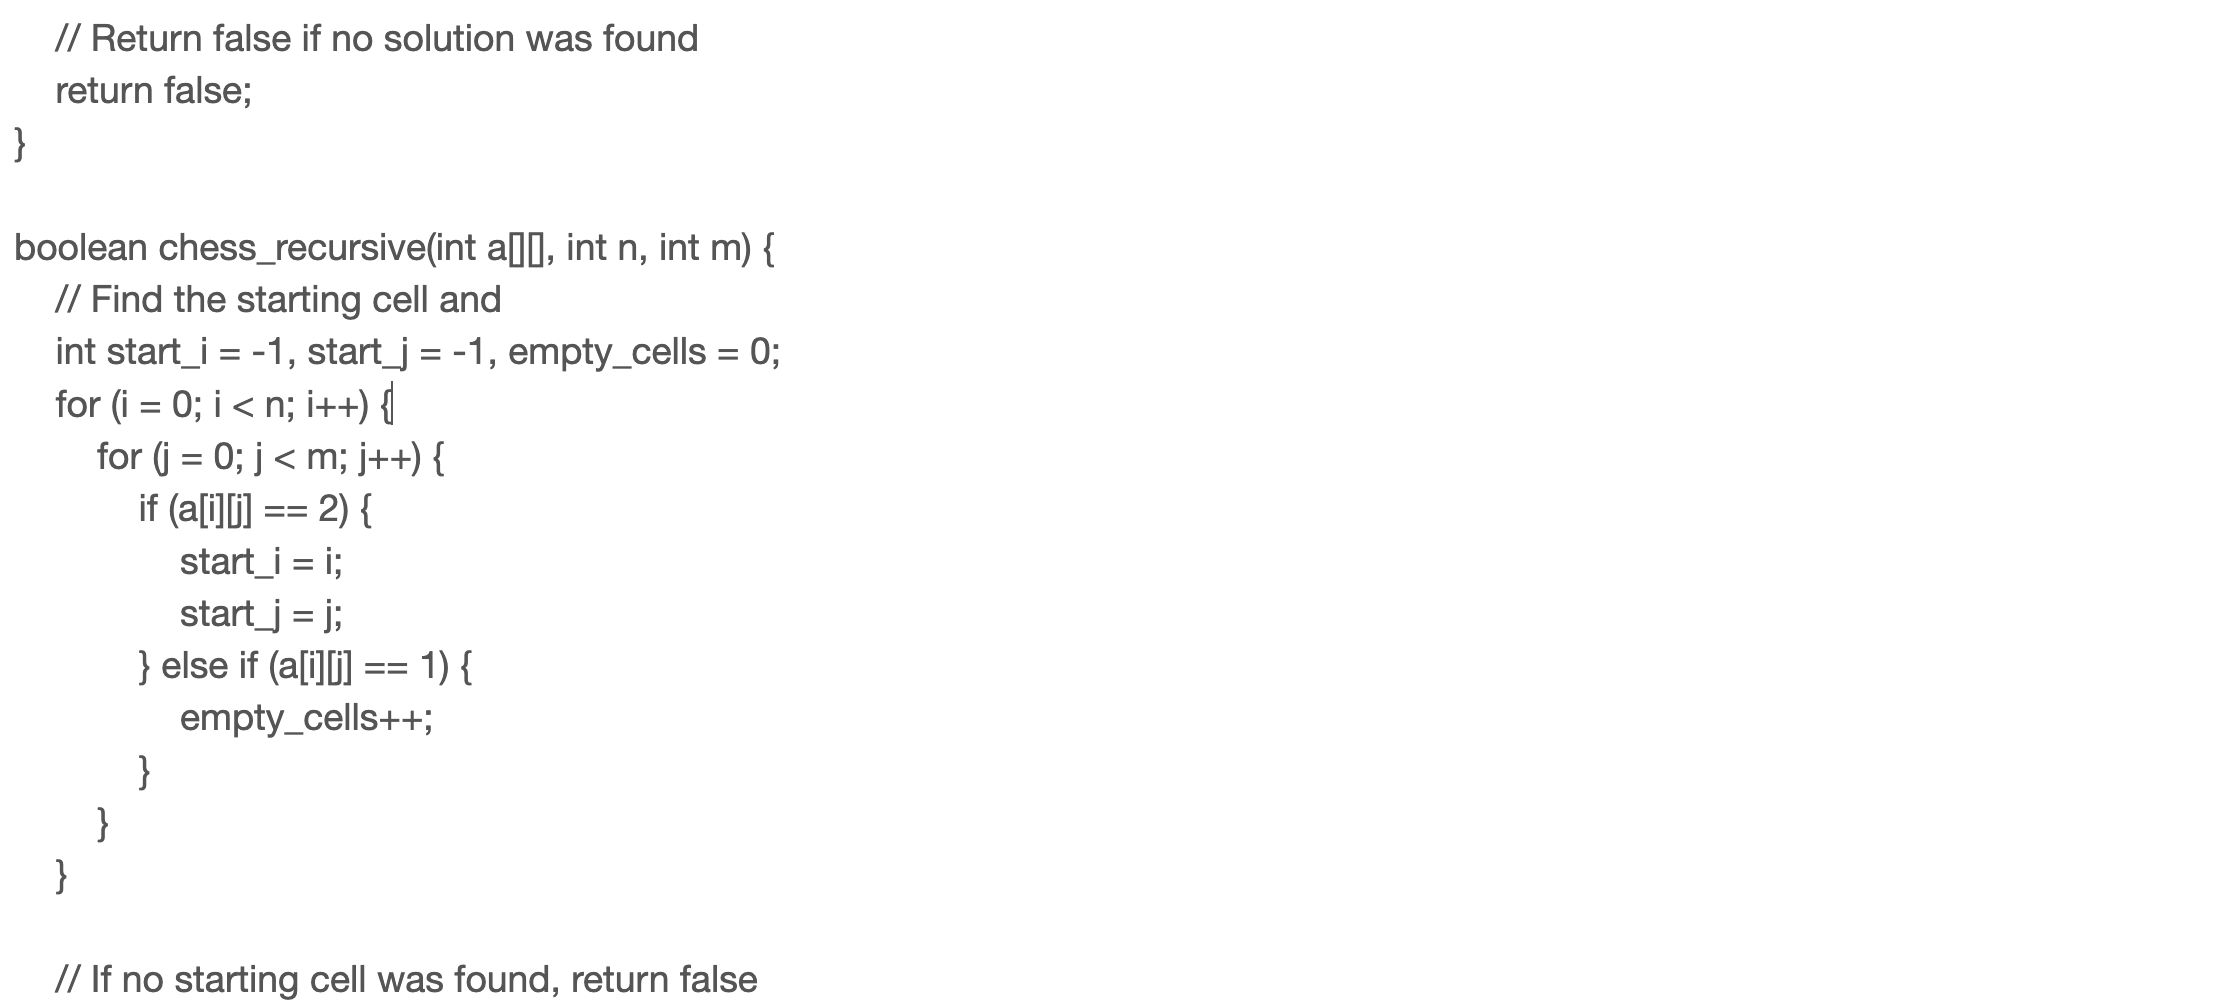 // Return false if no solution was found
return false;
}
boolean chess_recursive(int a[][], int n, int m) {
// Find the starting cell and
int start_i = -1, start_j = -1, empty_cells = 0;
for (i = 0; i < n; i++) {
for (j = 0; j < m; j++) {
if (a[i][j] == 2) {
start_i = i;
start_j = j;
} else if (a[i][j] == 1) {
empty_cells++;
}
}
}
// If no starting cell was found, return false